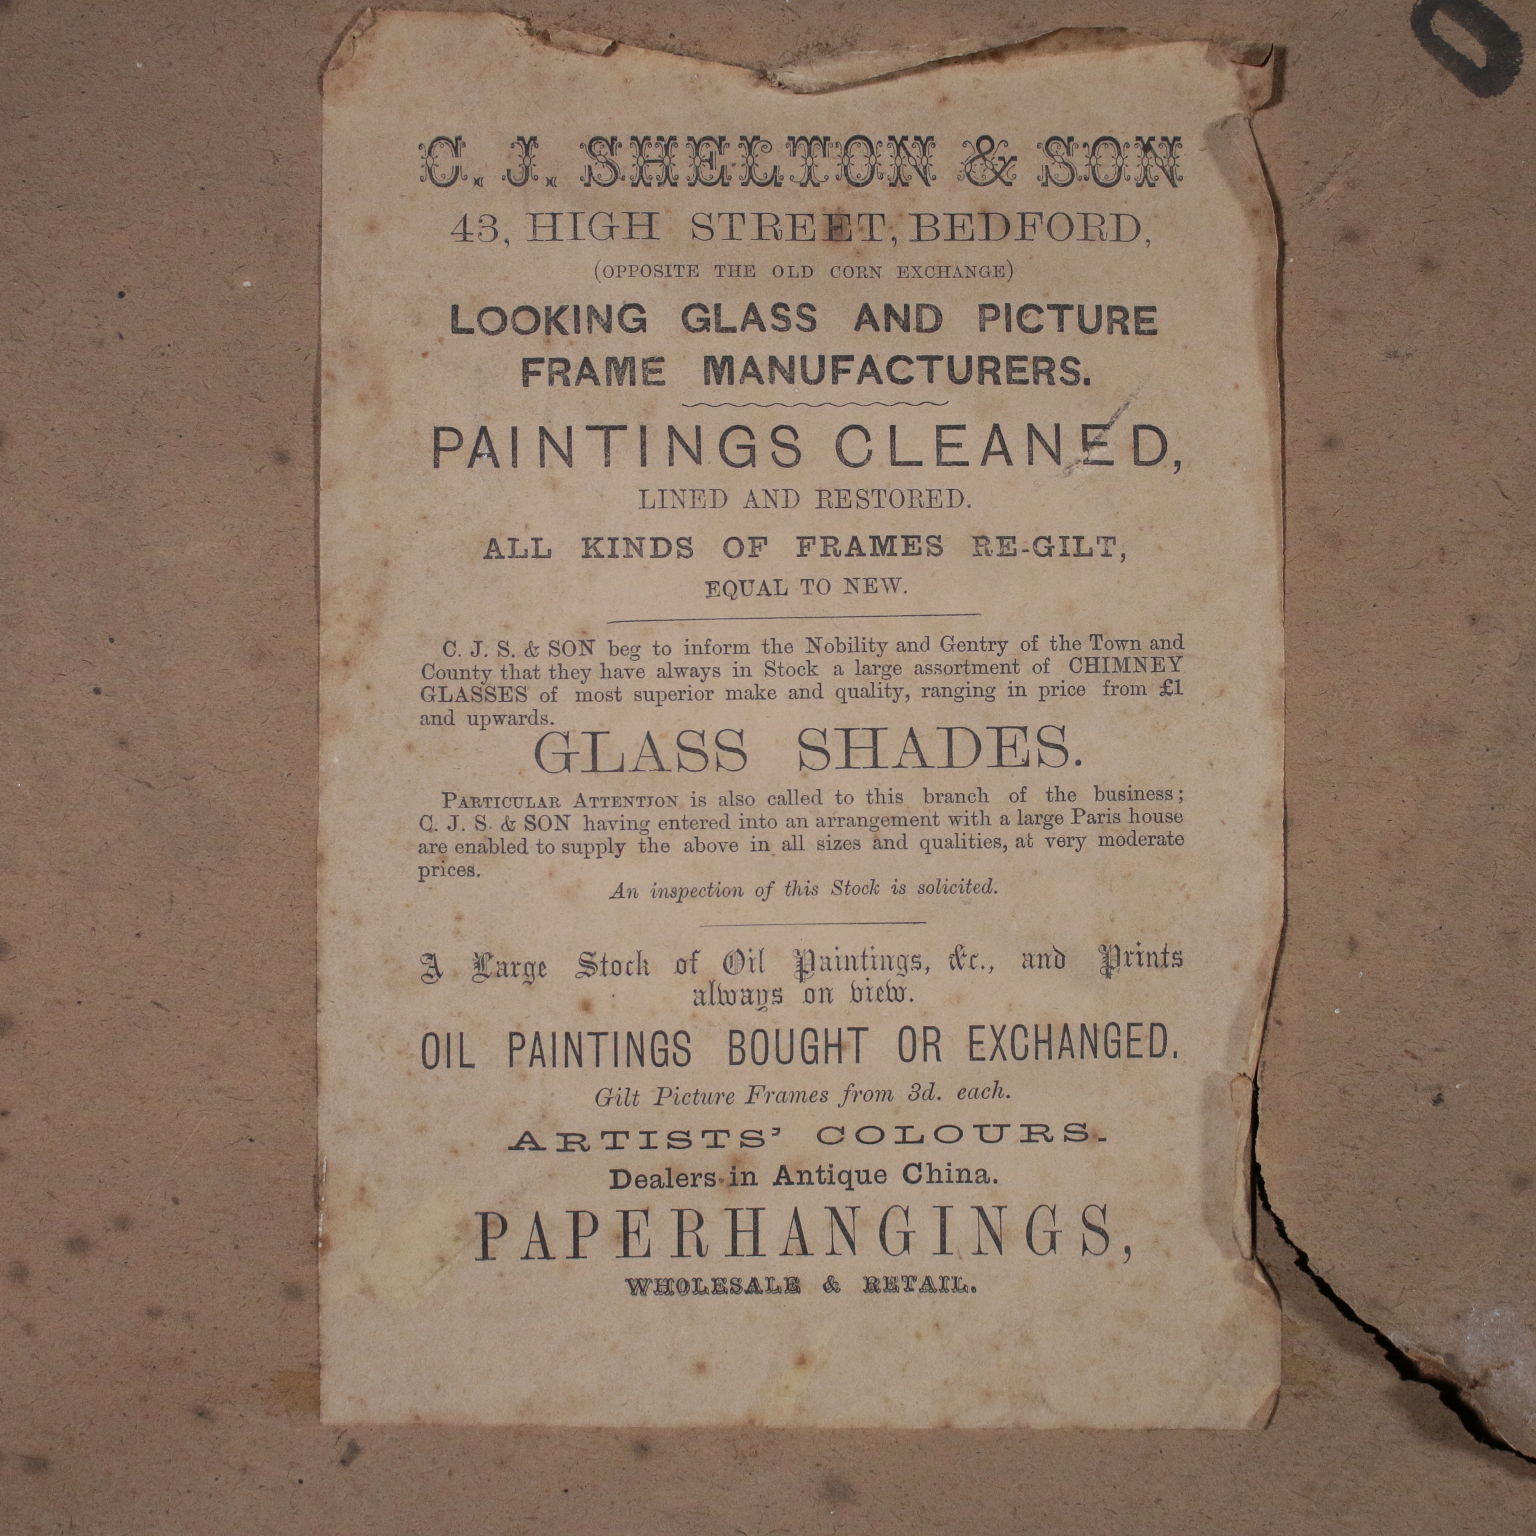 C. J. SHELTON & SON
43, HIGH STREET, BEDFORD,
(OPPOSITE THE OLD CORN EXCHANGE)
LOOKING GLASS AND PICTURE
FRAME MANUFACTURERS.
PAINTINGS CLEANED,
LINED AND RESTORED.
ALL KINDS OF FRAMES RE-GILT,
EQUAL TO NEW.
C. J. S. & SON beg to inform the Nobility and Gentry of the Town and
County that they have always in Stock a large assortment of CHIMNEY
GLASSES of most superior make and quality, ranging in price from £1
and upwards.
GLASS SHADES.
PARTICULAR ATTENTION is also called to this branch of the business;
C. J. S. & SON having entered into an arrangement with a large Paris house
are enabled to supply the above in all sizes and qualities, at very moderate
prices.
An inspection of this Stock is solicited.
A Large Stock of Oil Paintings, &c., and Prints
always on view.
OIL PAINTINGS BOUGHT OR EXCHANGED.
Gilt Picture Frames from 3d. each.
ARTISTS' COLOURS.
Dealers in Antique China.
PAPERHANGINGS,
WHOLESALE & RETAIL.